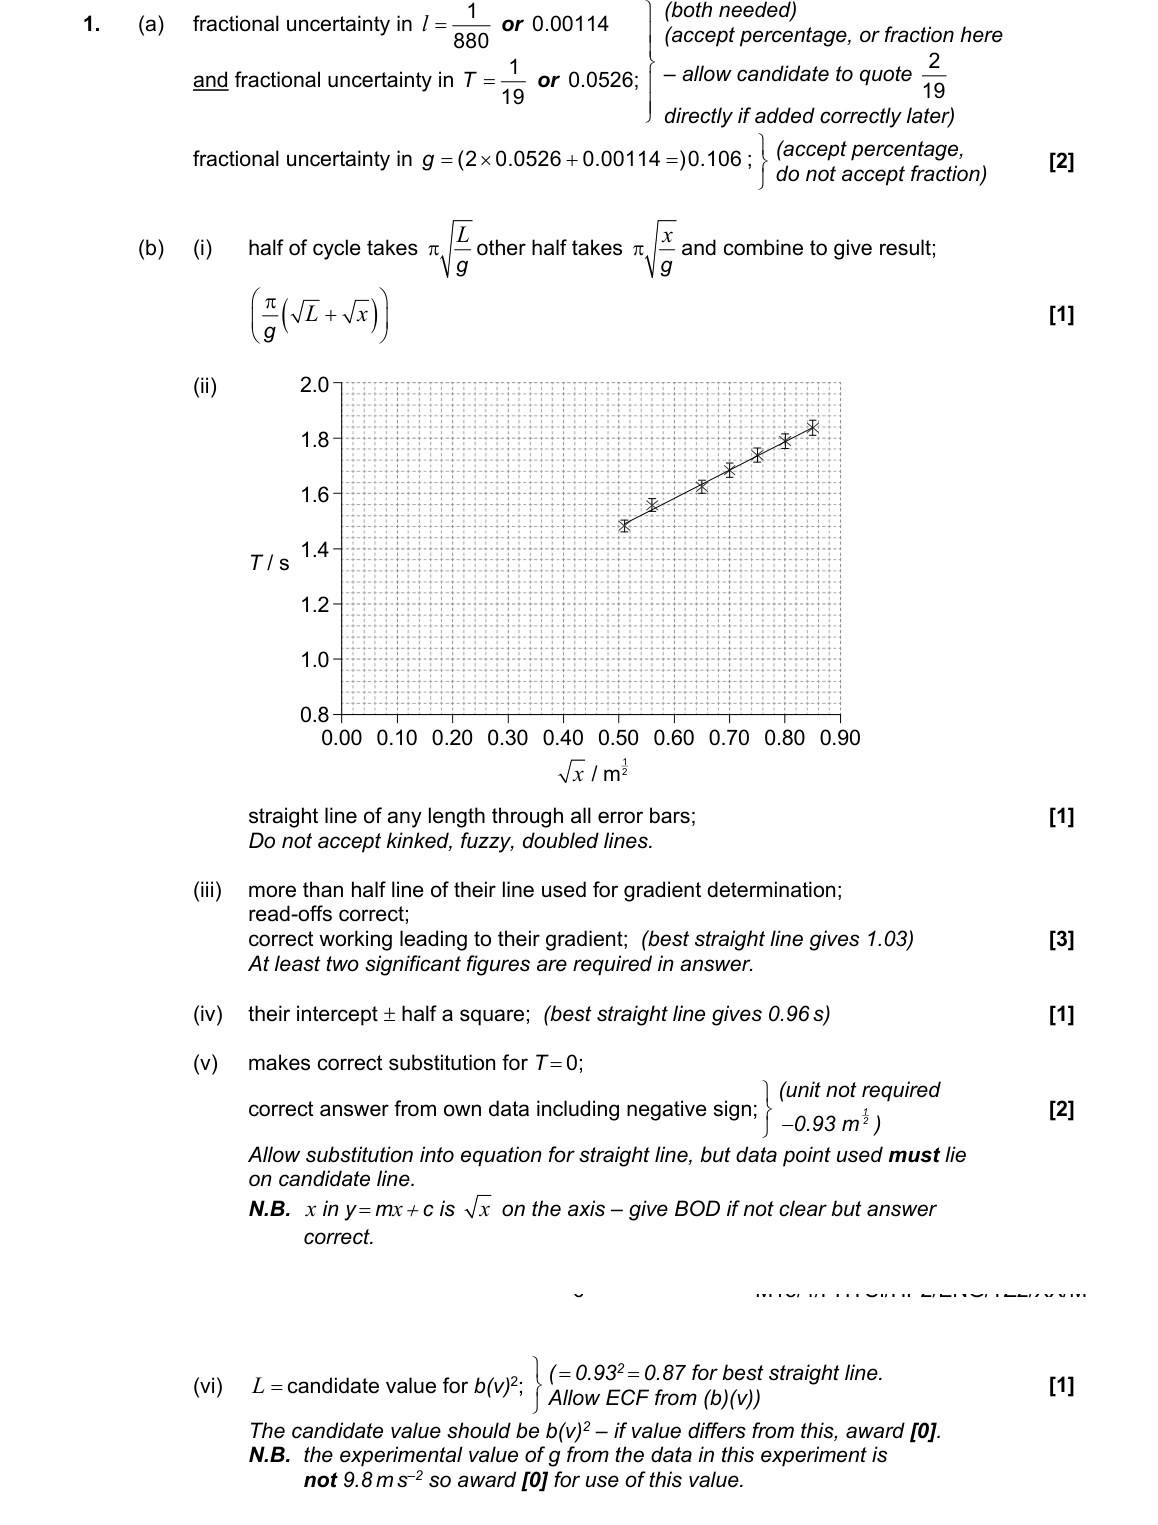 1. (a) fractional uncertainty in l = 1/880 or 0.00114 (both needed)
(accept percentage, or fraction here
and fractional uncertainty in T = 1/19 or 0.0526; – allow candidate to quote 2/19
directly if added correctly later)
fractional uncertainty in g = (2×0.0526 + 0.00114 =)0.106 ; (accept percentage,
do not accept fraction) [2]
(b) (i) half of cycle takes π√(L/g) other half takes π√(x/g) and combine to give result;
(π/g(√L + √x)) [1]
(ii) 2.0
1.8
1.6
1.4
T / s
1.2
1.0
0.8
0.00 0.10 0.20 0.30 0.40 0.50 0.60 0.70 0.80 0.90
√x / m^½
straight line of any length through all error bars; [1]
Do not accept kinked, fuzzy, doubled lines.
(iii) more than half line of their line used for gradient determination;
read-offs correct;
correct working leading to their gradient; (best straight line gives 1.03) [3]
At least two significant figures are required in answer.
(iv) their intercept ± half a square; (best straight line gives 0.96 s) [1]
(v) makes correct substitution for T = 0;
correct answer from own data including negative sign; (unit not required
–0.93 m^½ ) [2]
Allow substitution into equation for straight line, but data point used must lie
on candidate line.
N.B. x in y = mx + c is √x on the axis – give BOD if not clear but answer
correct.
(vi) L = candidate value for b(v)²; (= 0.93² = 0.87 for best straight line.
Allow ECF from (b)(v)) [1]
The candidate value should be b(v)² – if value differs from this, award [0].
N.B. the experimental value of g from the data in this experiment is
not 9.8 m s⁻² so award [0] for use of this value.